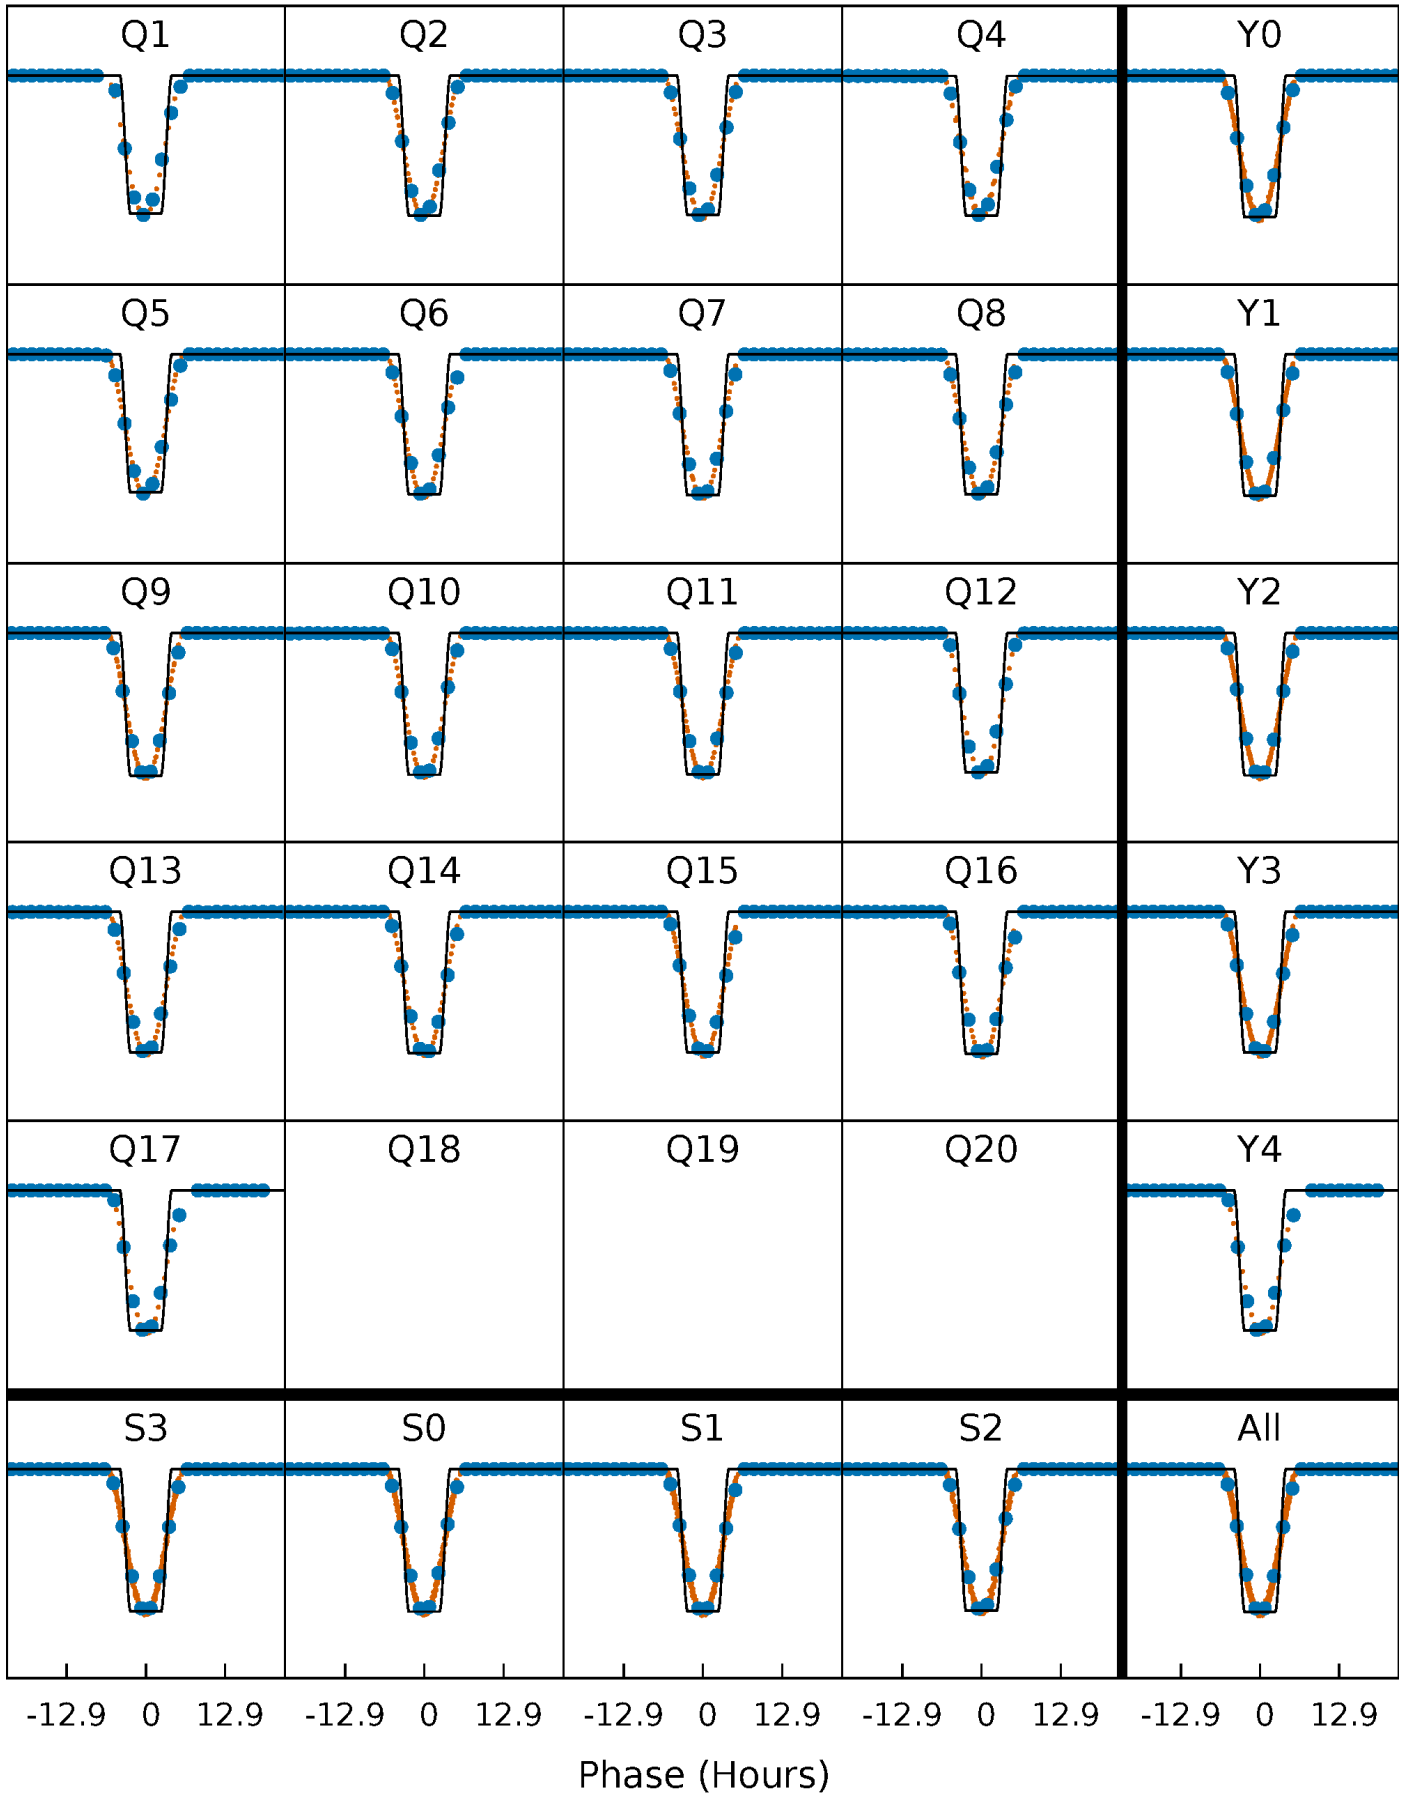 Q1 Q2 Q3 Q4 Y0
Q5 Q6 Q7 Q8 Y1
Q9 Q10 Q11 Q12 Y2
Q13 Q14 Q15 Q16 Y3
Q17 Q18 Q19 Q20 Y4
S3 S0 S1 S2 All
-12.9 0 12.9 -12.9 0 12.9 -12.9 0 12.9 -12.9 0 12.9 -12.9 0 12.9
Phase (Hours)